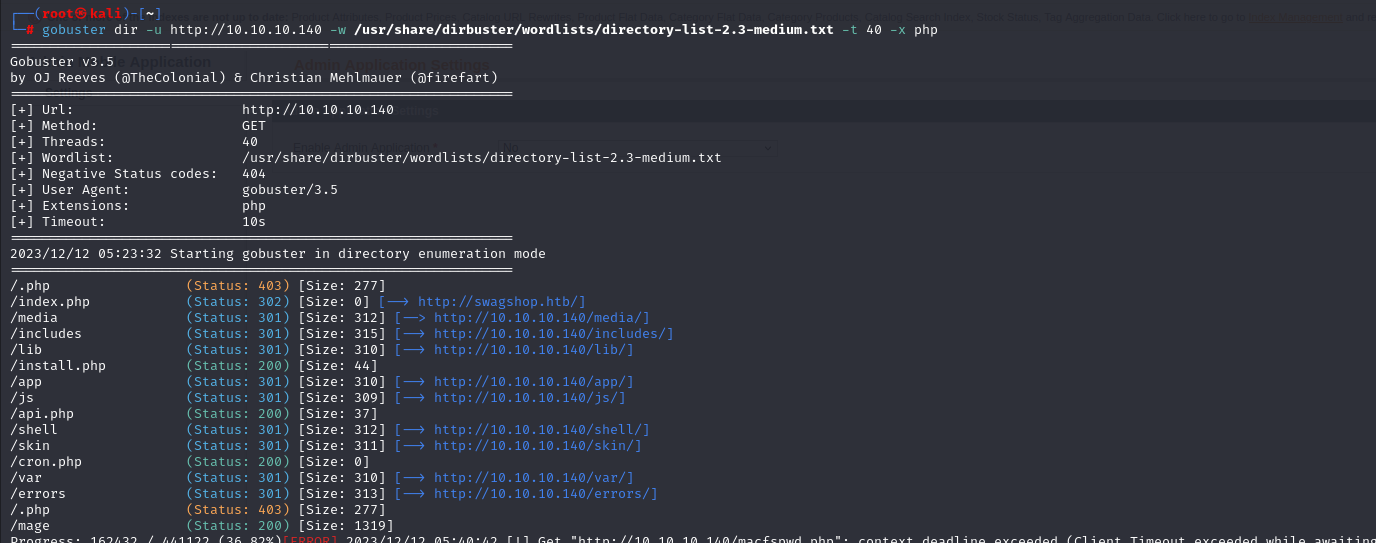 ┌──(root㉿kali)-[~]
└─# gobuster dir -u http://10.10.10.140 -w /usr/share/dirbuster/wordlists/directory-list-2.3-medium.txt -t 40 -x php
===============================================================
Gobuster v3.5
by OJ Reeves (@TheColonial) & Christian Mehlmauer (@firefart)
===============================================================
[+] Url: http://10.10.10.140
[+] Method: GET
[+] Threads: 40
[+] Wordlist: /usr/share/dirbuster/wordlists/directory-list-2.3-medium.txt
[+] Negative Status codes: 404
[+] User Agent: gobuster/3.5
[+] Extensions: php
[+] Timeout: 10s
===============================================================
2023/12/12 05:23:32 Starting gobuster in directory enumeration mode
===============================================================
/.php (Status: 403) [Size: 277]
/index.php (Status: 302) [Size: 0] [--> http://swagshop.htb/]
/media (Status: 301) [Size: 312] [--> http://10.10.10.140/media/]
/includes (Status: 301) [Size: 315] [--> http://10.10.10.140/includes/]
/lib (Status: 301) [Size: 310] [--> http://10.10.10.140/lib/]
/install.php (Status: 200) [Size: 44]
/app (Status: 301) [Size: 310] [--> http://10.10.10.140/app/]
/js (Status: 301) [Size: 309] [--> http://10.10.10.140/js/]
/api.php (Status: 200) [Size: 37]
/shell (Status: 301) [Size: 312] [--> http://10.10.10.140/shell/]
/skin (Status: 301) [Size: 311] [--> http://10.10.10.140/skin/]
/cron.php (Status: 200) [Size: 0]
/var (Status: 301) [Size: 310] [--> http://10.10.10.140/var/]
/errors (Status: 301) [Size: 313] [--> http://10.10.10.140/errors/]
/.php (Status: 403) [Size: 277]
/mage (Status: 200) [Size: 1319]
Progress: 162432 / 441122 (36.82%)[ERROR] 2023/12/12 05:40:42 [!] Get "http://10.10.10.140/macfspwd.php": context deadline exceeded (Client.Timeout exceeded while awaiting